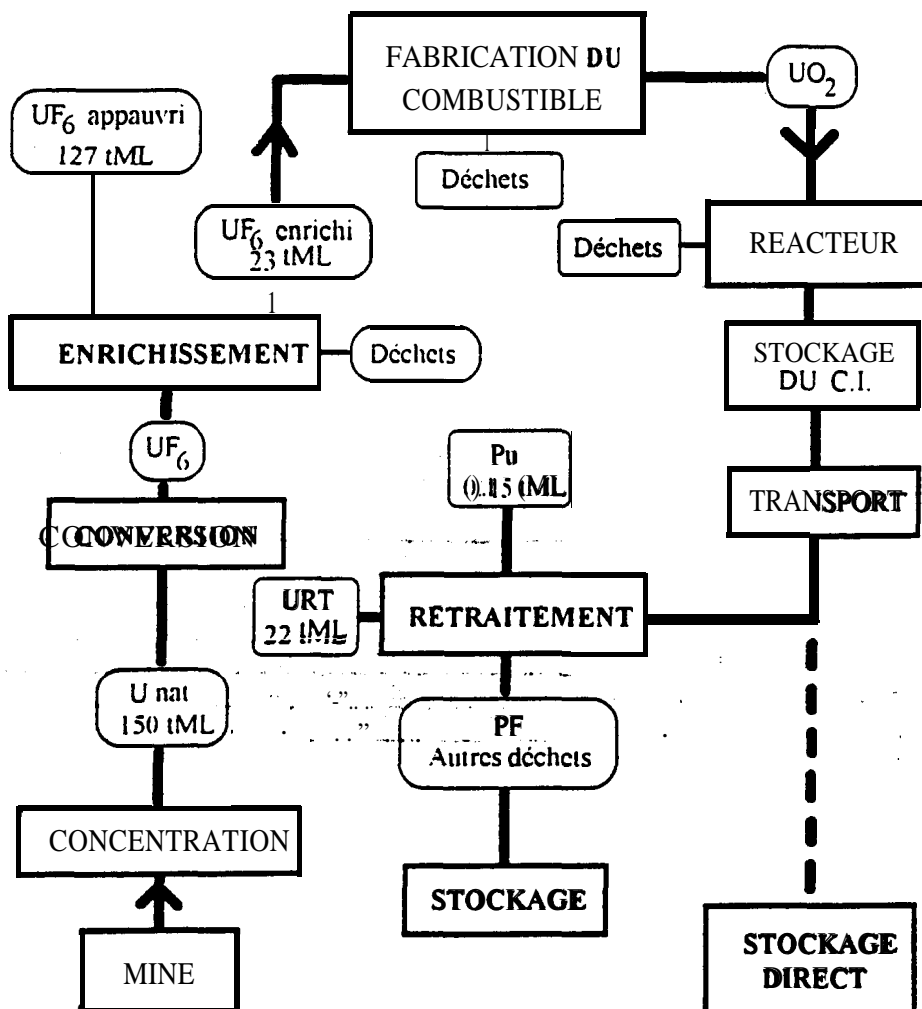 FABRICATION DU
COMBUSTIBLE
UO2
UF6 appauvri
127 tML
Déchets
UF6 enrichi
23 tML
Déchets
REACTEUR
ENRICHISSEMENT
Déchets
STOCKAGE
DU C.I.
UF6
Pu
0.15 tML
TRANSPORT
CONVERSION
URT
22 tML
RETRAITEMENT
U nat
150 tML
PF
Autres déchets
CONCENTRATION
STOCKAGE
MINE
STOCKAGE
DIRECT